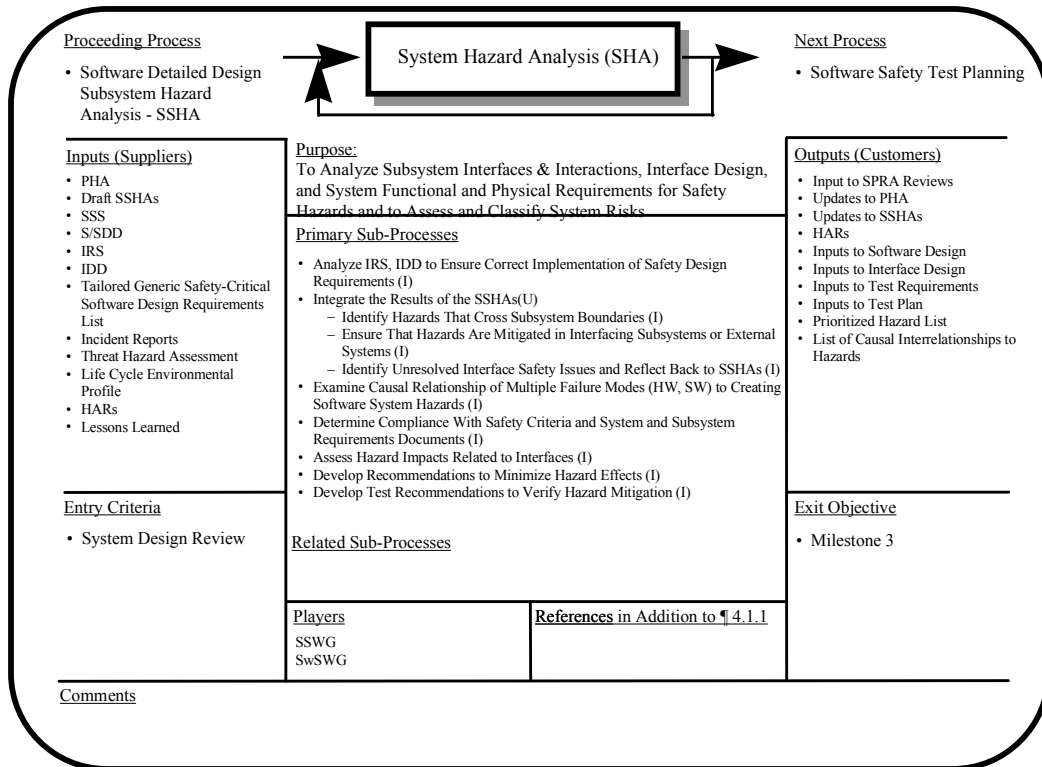 Proceeding Process
• Software Detailed Design
Subsystem Hazard
Analysis - SSHA
System Hazard Analysis (SHA)
Next Process
• Software Safety Test Planning
Inputs (Suppliers)
• PHA
• Draft SSHAs
• SSS
• S/SDD
• IRS
• IDD
• Tailored Generic Safety-Critical
Software Design Requirements
List
• Incident Reports
• Threat Hazard Assessment
• Life Cycle Environmental
Profile
• HARs
• Lessons Learned
Purpose:
To Analyze Subsystem Interfaces & Interactions, Interface Design,
and System Functional and Physical Requirements for Safety
Hazards and to Assess and Classify System Risks
Primary Sub-Processes
• Analyze IRS, IDD to Ensure Correct Implementation of Safety Design
Requirements (I)
• Integrate the Results of the SSHAs(U)
– Identify Hazards That Cross Subsystem Boundaries (I)
– Ensure That Hazards Are Mitigated in Interfacing Subsystems or External
Systems (I)
– Identify Unresolved Interface Safety Issues and Reflect Back to SSHAs (I)
• Examine Causal Relationship of Multiple Failure Modes (HW, SW) to Creating
Software System Hazards (I)
• Determine Compliance With Safety Criteria and System and Subsystem
Requirements Documents (I)
• Assess Hazard Impacts Related to Interfaces (I)
• Develop Recommendations to Minimize Hazard Effects (I)
• Develop Test Recommendations to Verify Hazard Mitigation (I)
Related Sub-Processes
Outputs (Customers)
• Input to SPRA Reviews
• Updates to PHA
• Updates to SSHAs
• HARs
• Inputs to Software Design
• Inputs to Interface Design
• Inputs to Test Requirements
• Inputs to Test Plan
• Prioritized Hazard List
• List of Causal Interrelationships to
Hazards
Entry Criteria
• System Design Review
Exit Objective
• Milestone 3
Players
SSWG
SwSWG
References in Addition to ¶ 4.1.1
Comments